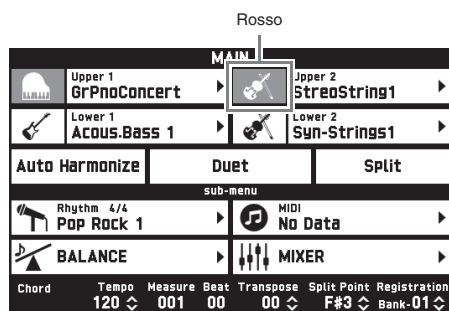 Rosso
MAIN
Upper 1
GrPnoConcert
Upper 2
StreoString1
Lower 1
Acous.Bass 1
Lower 2
Syn-Strings1
Auto Harmonize
Duet
Split
sub-menu
Rhythm 4/4
Pop Rock 1
MIDI
No Data
BALANCE
MIXER
Chord Tempo Measure Beat Transpose Split Point Registration
120 001 00 00 F#3 Bank-01